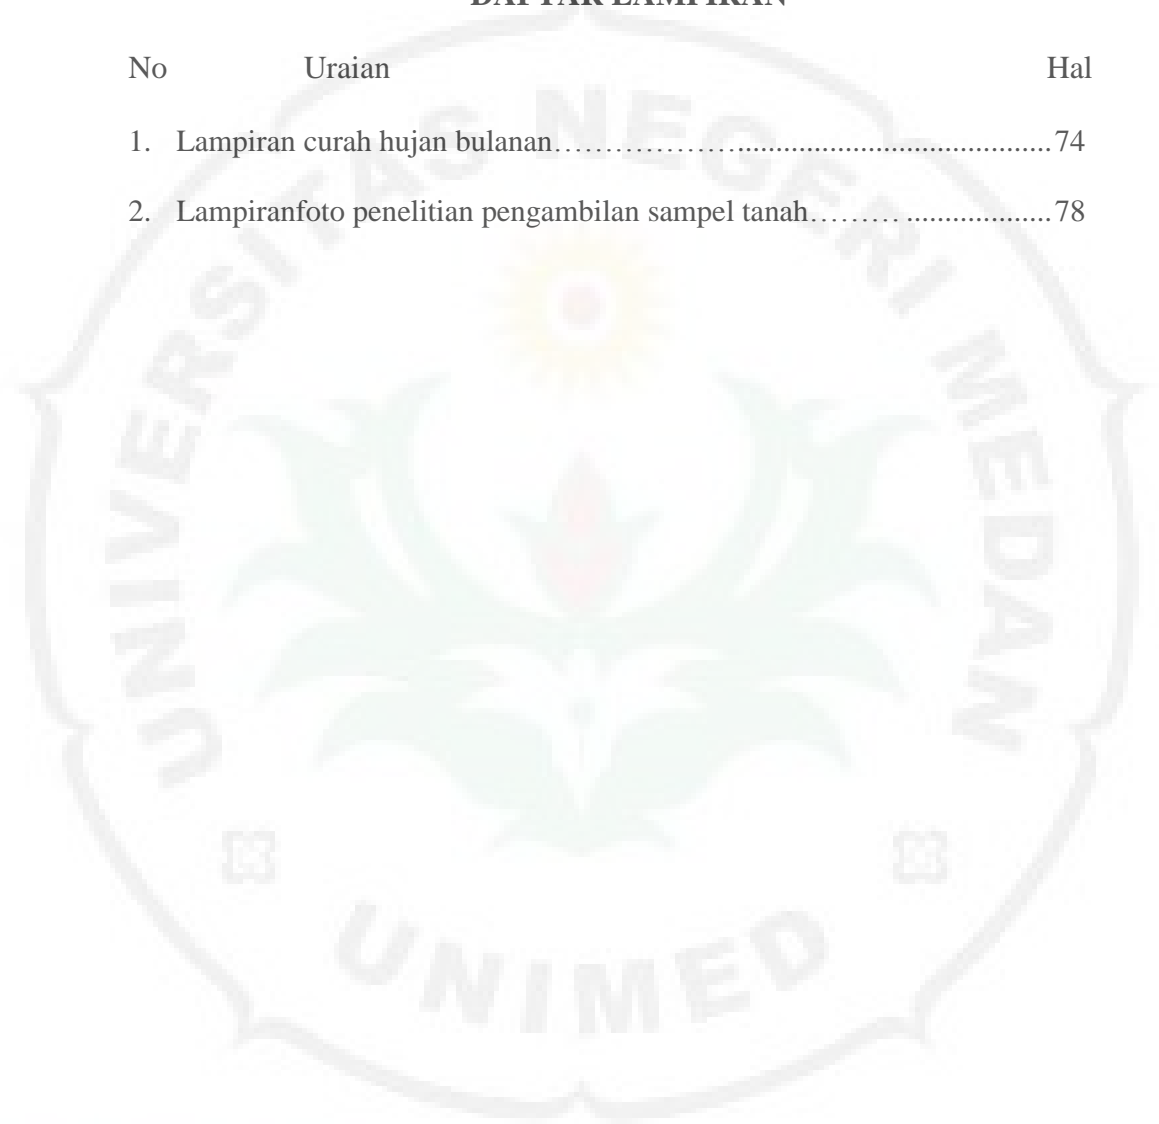 DAFTAR LAMPIRAN
No Uraian Hal
1. Lampiran curah hujan bulanan……………….........................................74
2. Lampiranfoto penelitian pengambilan sampel tanah……… ...................78
UNIVERSITAS NEGERI MEDAN
UNIMED